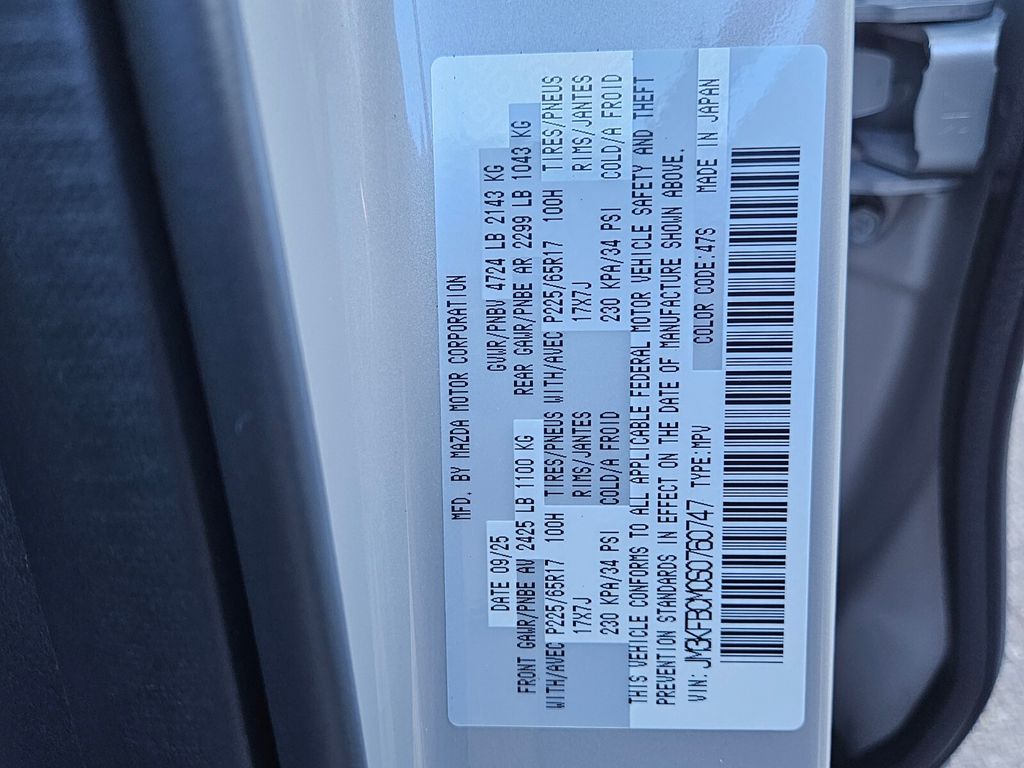 MFD. BY MAZDA MOTOR CORPORATION
DATE 09/25 GVWR/PNBV 4724 LB 2143 KG
FRONT GAWR/PNBE AV 2425 LB 1100 KG REAR GAWR/PNBE AR 2299 LB 1043 KG
WITH/AVEC P225/65R17 100H TIRES/PNEUS WITH/AVEC P225/65R17 100H TIRES/PNEUS
17X7J RIMS/JANTES 17X7J RIMS/JANTES
230 KPA/34 PSI COLD/A FROID 230 KPA/34 PSI COLD/A FROID
THIS VEHICLE CONFORMS TO ALL APPLICABLE FEDERAL MOTOR VEHICLE SAFETY AND THEFT
PREVENTION STANDARDS IN EFFECT ON THE DATE OF MANUFACTURE SHOWN ABOVE.
VIN: JM3KFBCM0S0760747 TYPE:MPV COLOR CODE:47S MADE IN JAPAN